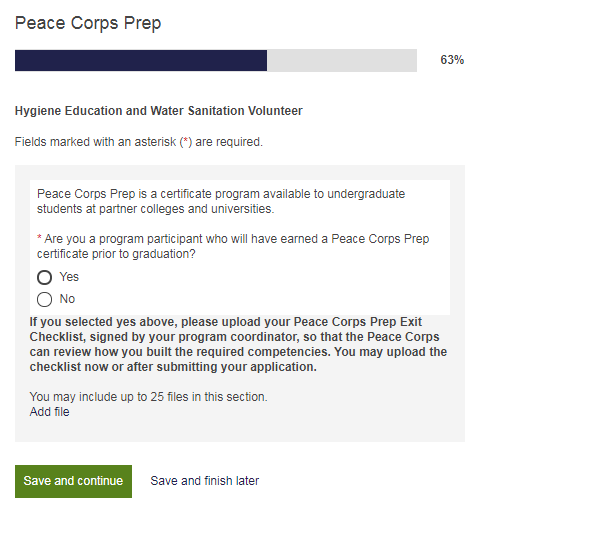 Peace Corps Prep
63%
Hygiene Education and Water Sanitation Volunteer
Fields marked with an asterisk (*) are required.
Peace Corps Prep is a certificate program available to undergraduate
students at partner colleges and universities.
* Are you a program participant who will have earned a Peace Corps Prep
certificate prior to graduation?
Yes
No
If you selected yes above, please upload your Peace Corps Prep Exit
Checklist, signed by your program coordinator, so that the Peace Corps
can review how you built the required competencies. You may upload the
checklist now or after submitting your application.
You may include up to 25 files in this section.
Add file
Save and continue Save and finish later